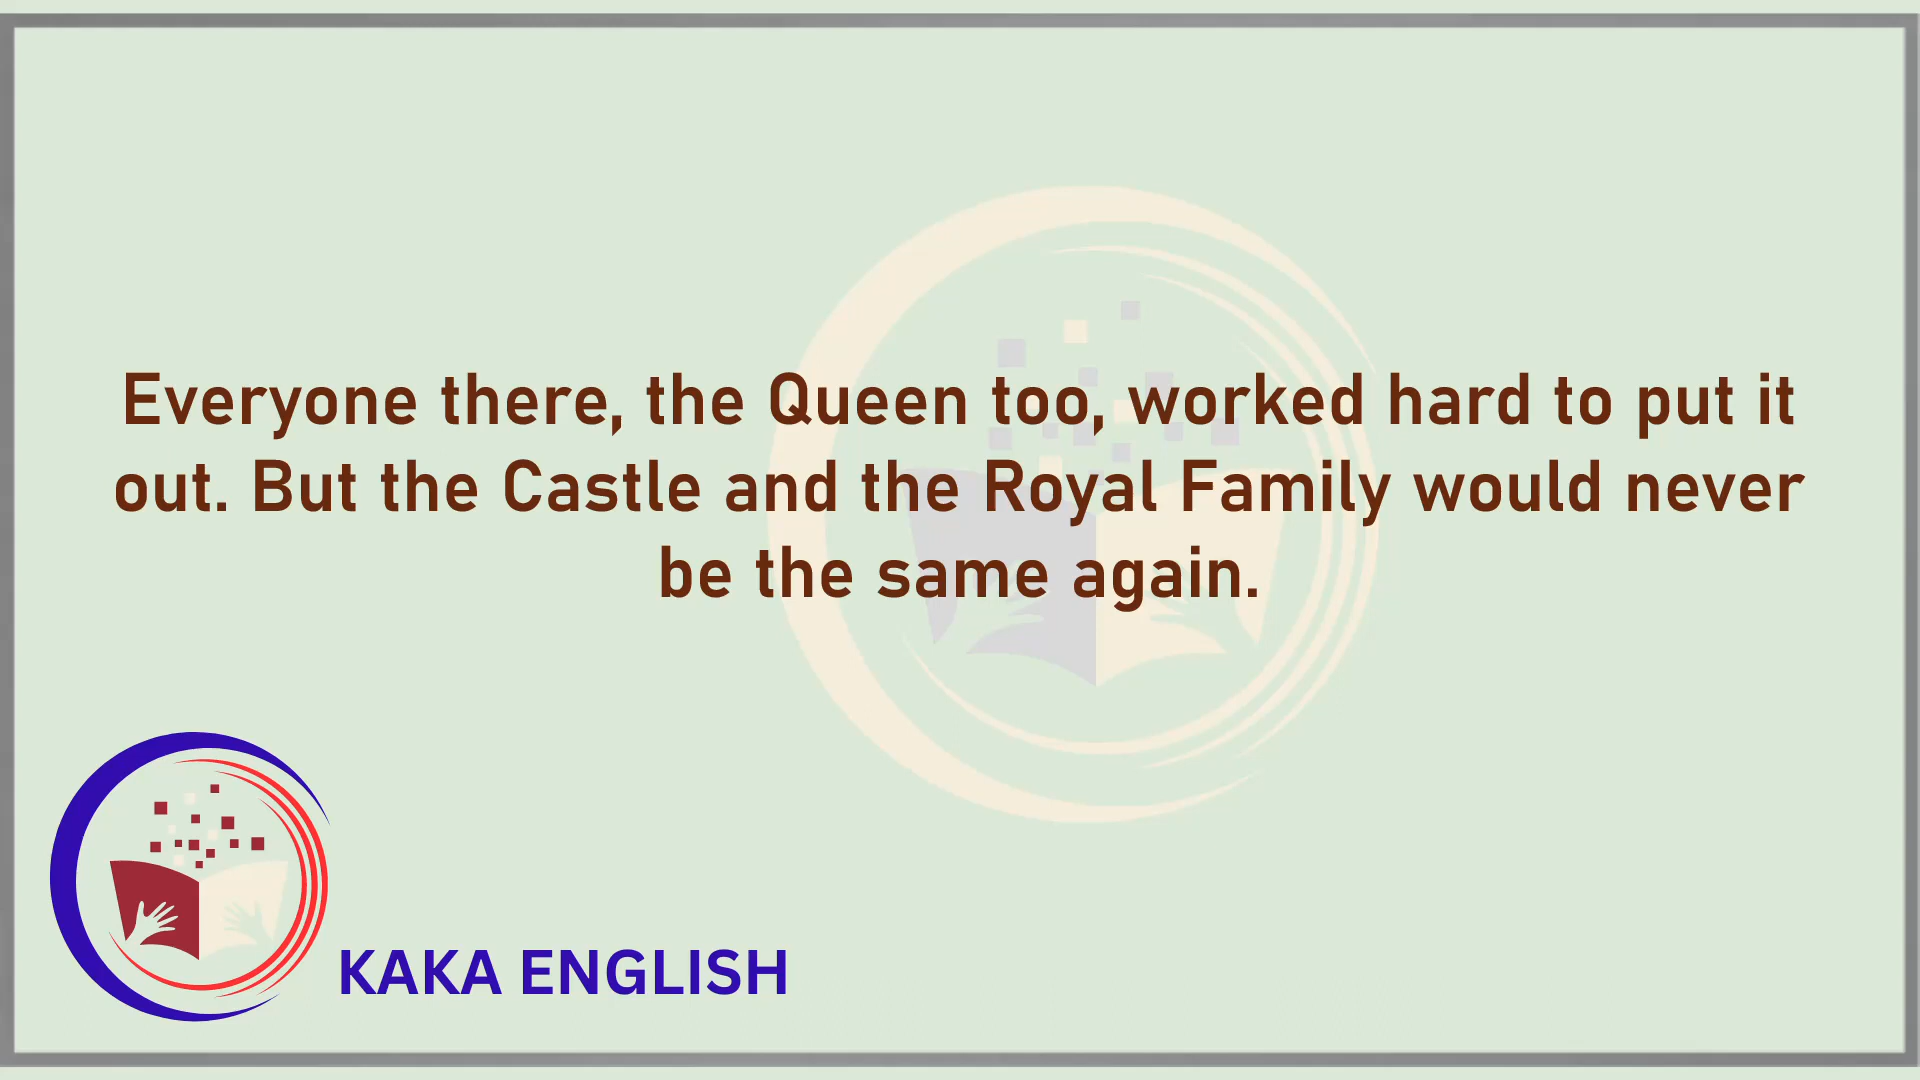 Everyone there, the Queen too, worked hard to put it
out. But the Castle and the Royal Family would never
be the same again.
KAKA ENGLISH